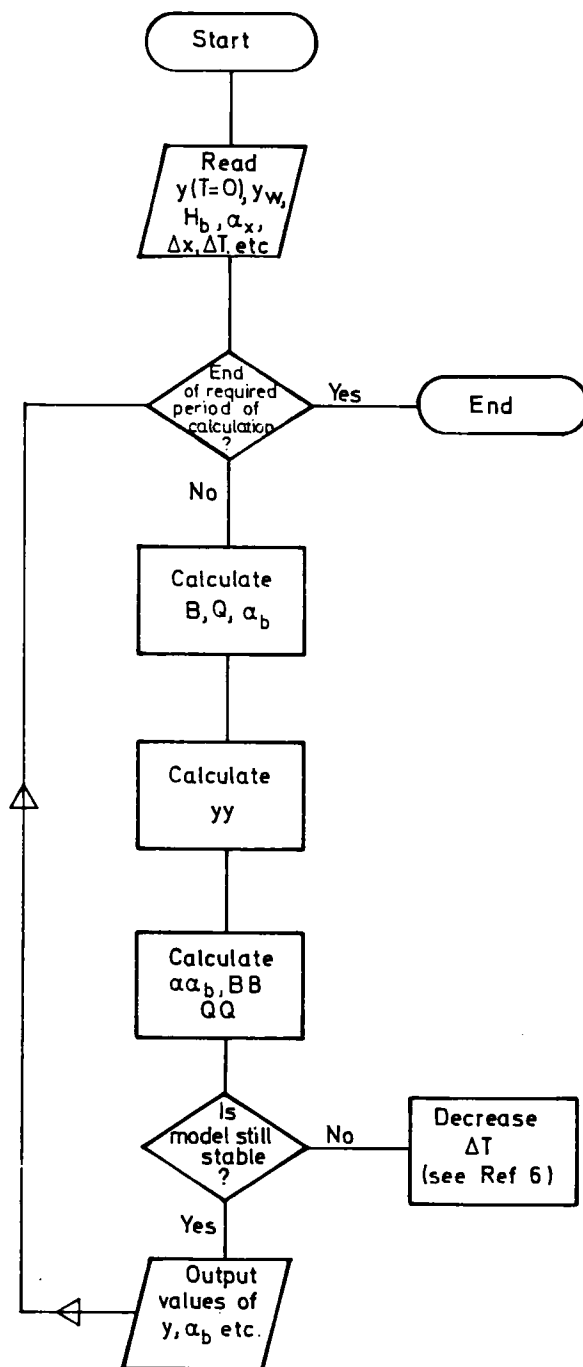 Start
Read
y(T=0), yw,
Hb, αx,
Δx, ΔT, etc
End
of required
period of
calculation
?
Yes
End
No
Calculate
B, Q, αb
Calculate
yy
Calculate
ααb, BB
QQ
Is
model still
stable
?
No
Decrease
ΔT
(see Ref 6)
Yes
Output
values of
y, αb etc.